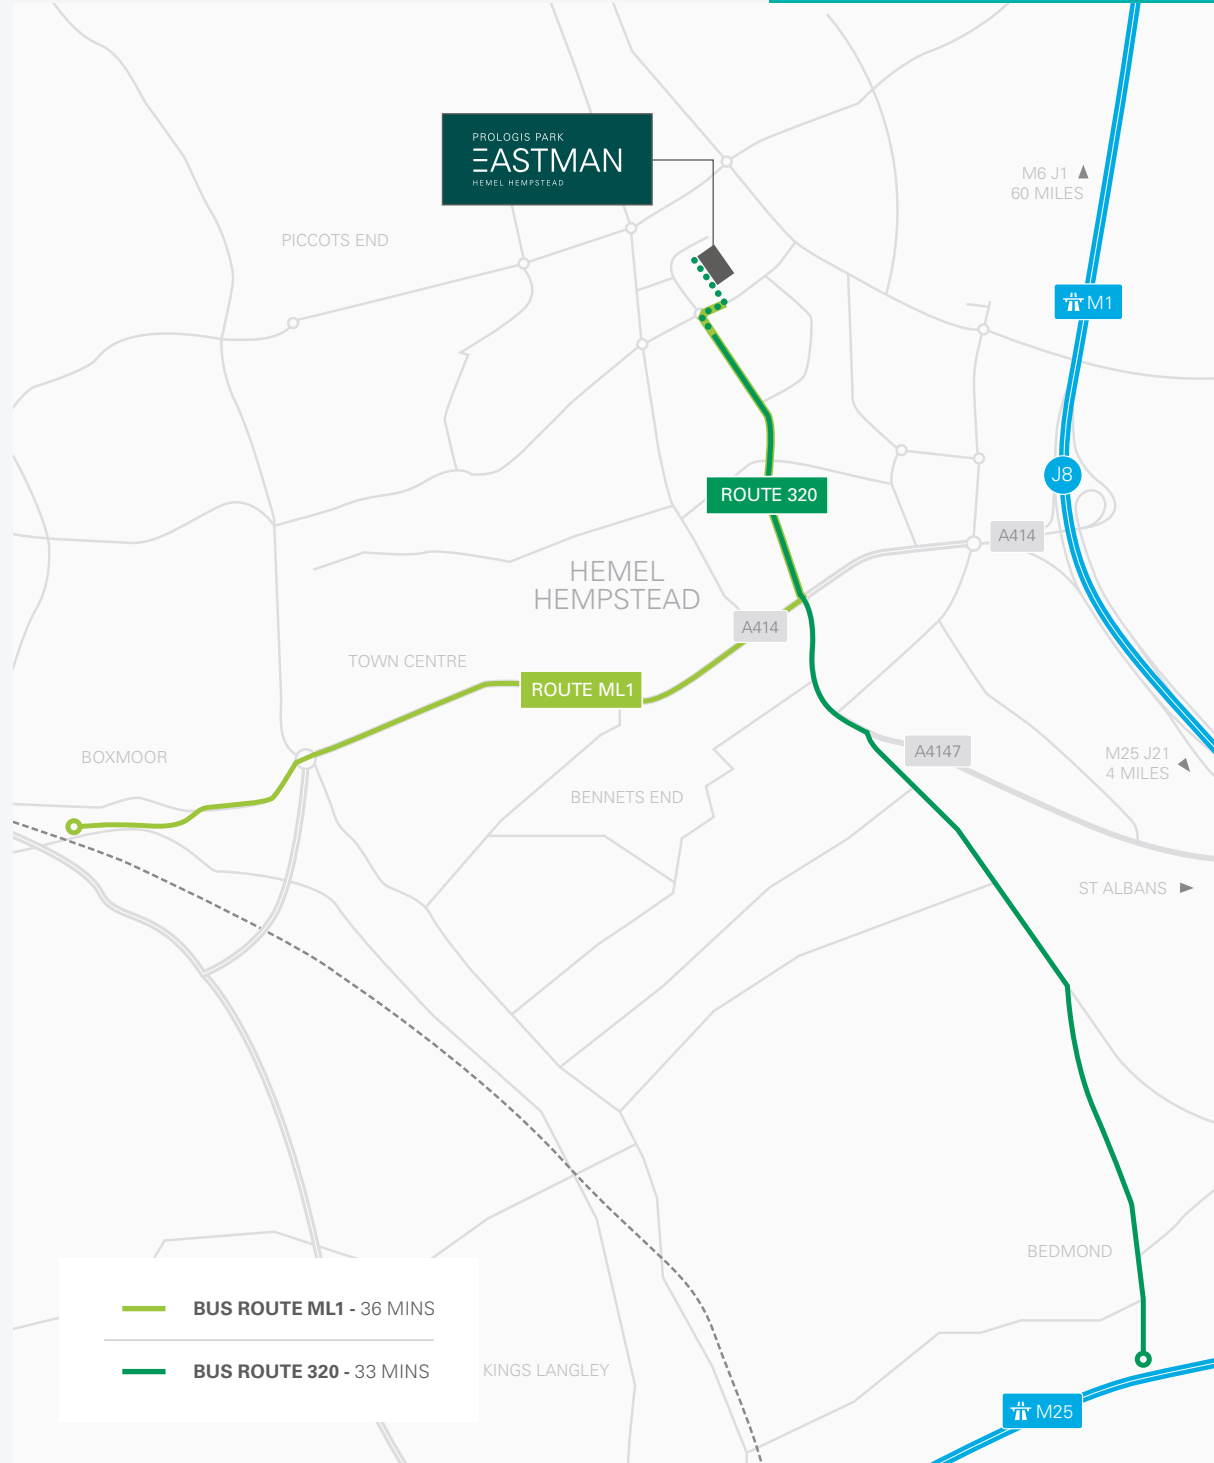 PROLOGIS PARK
EASTMAN
HEMEL HEMPSTEAD
M6 J1
60 MILES
PICCOTS END
M1
J8
ROUTE 320
A414
HEMEL
HEMPSTEAD
A414
TOWN CENTRE
ROUTE ML1
BOXMOOR
A4147
M25 J21
4 MILES
BENNETS END
ST ALBANS
BEDMOND
BUS ROUTE ML1 - 36 MINS
BUS ROUTE 320 - 33 MINS
KINGS LANGLEY
M25